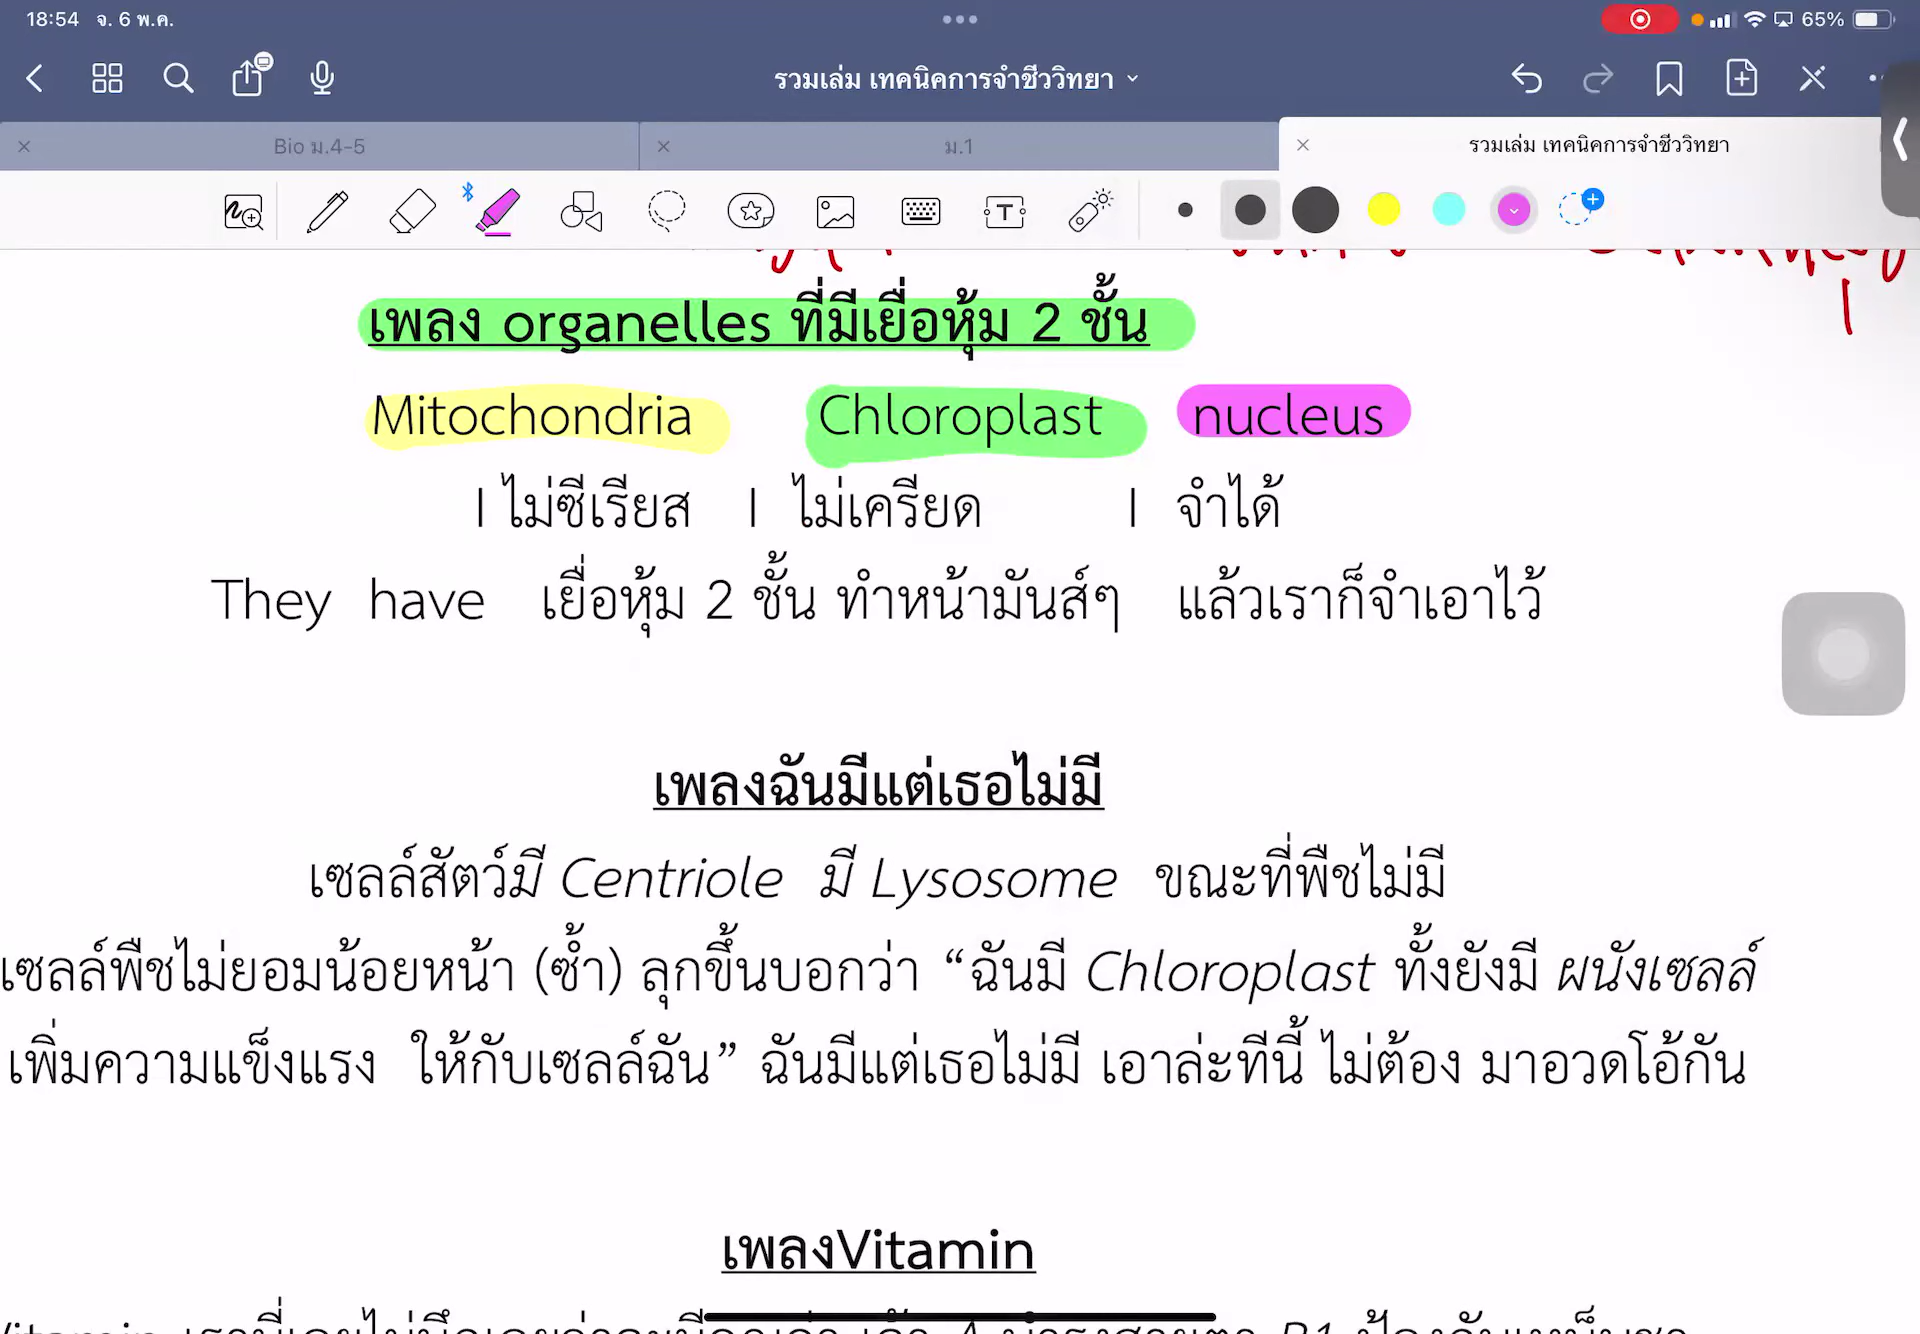 18:54 จ. 6 พ.ค.
65%
รวมเล่ม เทคนิคการจำชีววิทยา
Bio ม.4-5
ม.1
รวมเล่ม เทคนิคการจำชีววิทยา
เพลง organelles ที่มีเยื่อหุ้ม 2 ชั้น
Mitochondria Chloroplast nucleus
I ไม่ซีเรียส I ไม่เครียด I จำได้
They have เยื่อหุ้ม 2 ชั้น ทำหน้ามันส์ๆ แล้วเราก็จำเอาไว้
เพลงฉันมีแต่เธอไม่มี
เซลล์สัตว์มี Centriole มี Lysosome ขณะที่พืชไม่มี
เซลล์พืชไม่ยอมน้อยหน้า (ซ้ำ) ลุกขึ้นบอกว่า “ฉันมี Chloroplast ทั้งยังมี ผนังเซลล์
เพิ่มความแข็งแรง ให้กับเซลล์ฉัน” ฉันมีแต่เธอไม่มี เอาล่ะทีนี้ ไม่ต้อง มาอวดโอ้กัน
เพลงVitamin